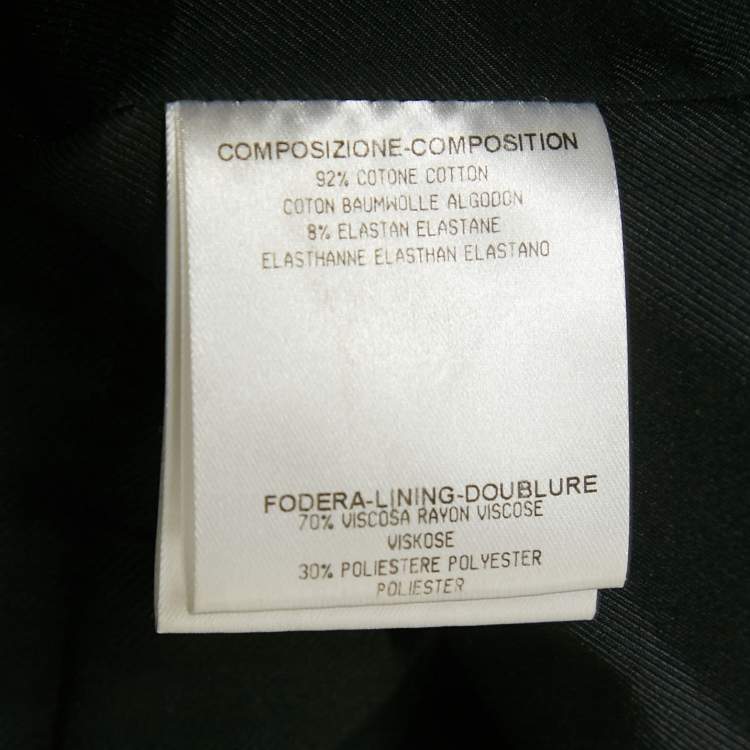 COMPOSIZIONE-COMPOSITION
92% COTONE COTTON
COTON BAUMWOLLE ALGODON
8% ELASTAN ELASTANE
ELASTHANNE ELASTHAN ELASTANO
FODERA-LINING-DOUBLURE
70% VISCOSA RAYON VISCOSE
VISKOSE
30% POLIESTERE POLYESTER
POLIESTER